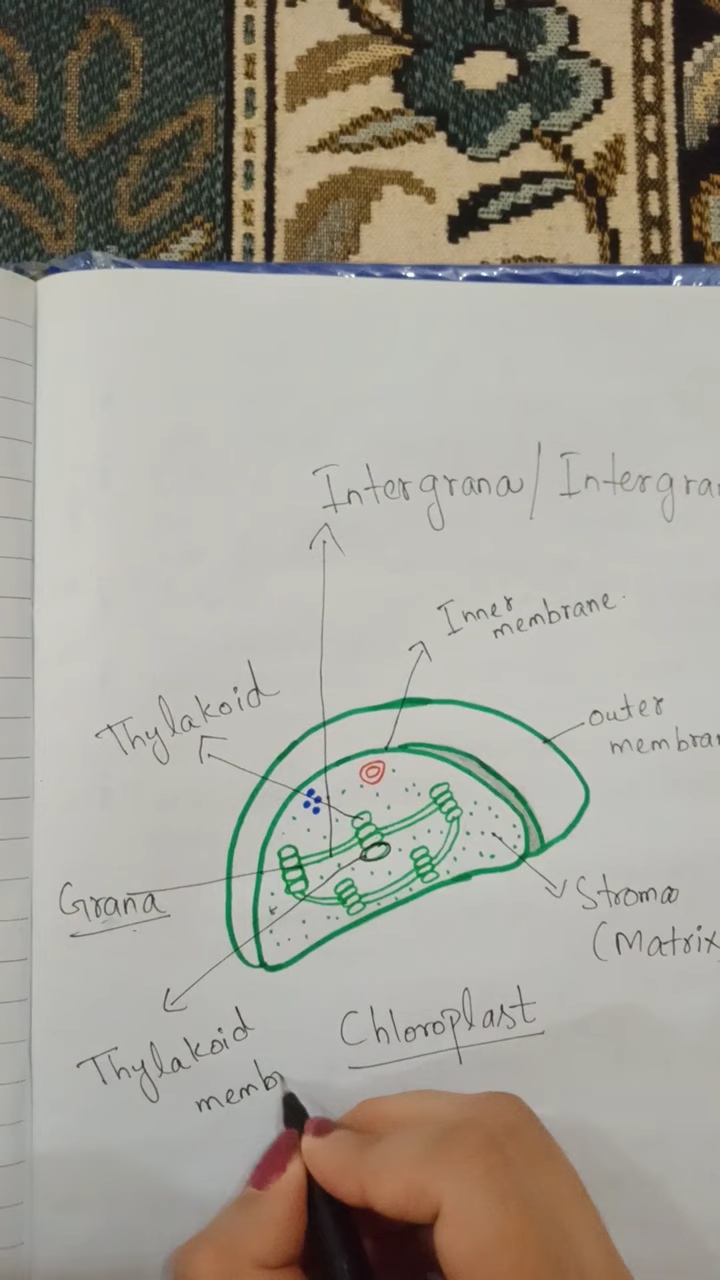 Intergrana/Intergra
Inner
membrane.
Thylakoid
outer
membra
Grana
Stroma
(Matrix
Chloroplast
Thylakoid
memb